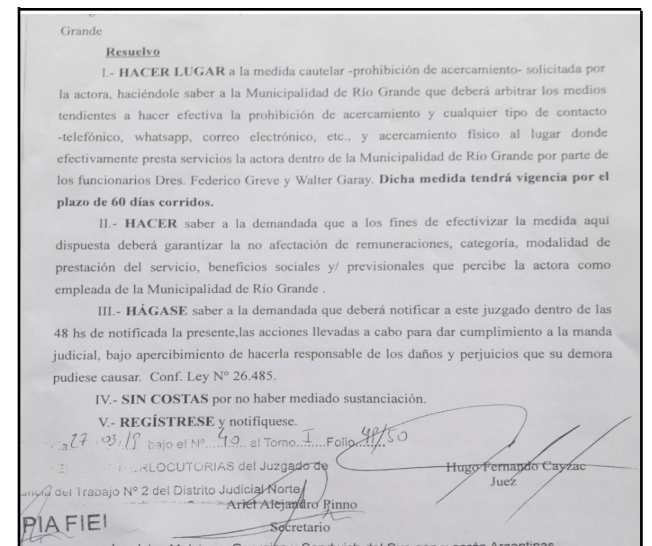 Grande
Resuelvo
I.- HACER LUGAR a la medida cautelar -prohibición de acercamiento- solicitada por
la actora, haciéndole saber a la Municipalidad de Río Grande que deberá arbitrar los medios
tendientes a hacer efectiva la prohibición de acercamiento y cualquier tipo de contacto
-telefónico, whatsapp, correo electrónico, etc., y acercamiento físico al lugar donde
efectivamente presta servicios la actora dentro de la Municipalidad de Río Grande por parte de
los funcionarios Dres. Federico Greve y Walter Garay. Dicha medida tendrá vigencia por el
plazo de 60 días corridos.
II.- HACER saber a la demandada que a los fines de efectivizar la medida aquí
dispuesta deberá garantizar la no afectación de remuneraciones, categoría, modalidad de
prestación del servicio, beneficios sociales y/ previsionales que percibe la actora como
empleada de la Municipalidad de Río Grande .
III.- HÁGASE saber a la demandada que deberá notificar a este juzgado dentro de las
48 hs de notificada la presente,las acciones llevadas a cabo para dar cumplimiento a la manda
judicial, bajo apercibimiento de hacerla responsable de los daños y perjuicios que su demora
pudiese causar. Conf. Ley N° 26.485.
IV.- SIN COSTAS por no haber mediado sustanciación.
V.- REGÍSTRESE y notifíquese.
27 03/19 bajo el N° 40 el Tomo I Folio 49/50
RLOCUTORIAS del Juzgado de
Hugo Fernando Cayzac
Juez
del Trabajo N° 2 del Distrito Judicial Norte
Ariel Alejandro Pinno
Secretario
PIA FIEL